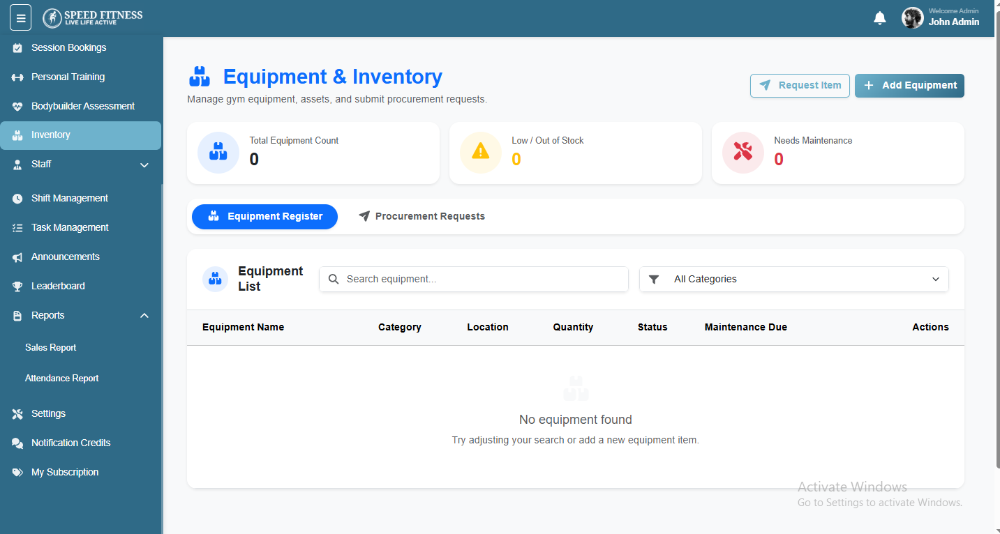 SPEED FITNESS
LIVE LIFE ACTIVE
Welcome Admin
John Admin
Session Bookings
Personal Training
Bodybuilder Assessment
Inventory
Staff
Shift Management
Task Management
Announcements
Leaderboard
Reports
Sales Report
Attendance Report
Settings
Notification Credits
My Subscription
Equipment & Inventory
Manage gym equipment, assets, and submit procurement requests.
Request Item
Add Equipment
Total Equipment Count
0
Low / Out of Stock
0
Needs Maintenance
0
Equipment Register
Procurement Requests
Equipment
List
Search equipment...
All Categories
Equipment Name Category Location Quantity Status Maintenance Due Actions
No equipment found
Try adjusting your search or add a new equipment item.
Activate Windows
Go to Settings to activate Windows.